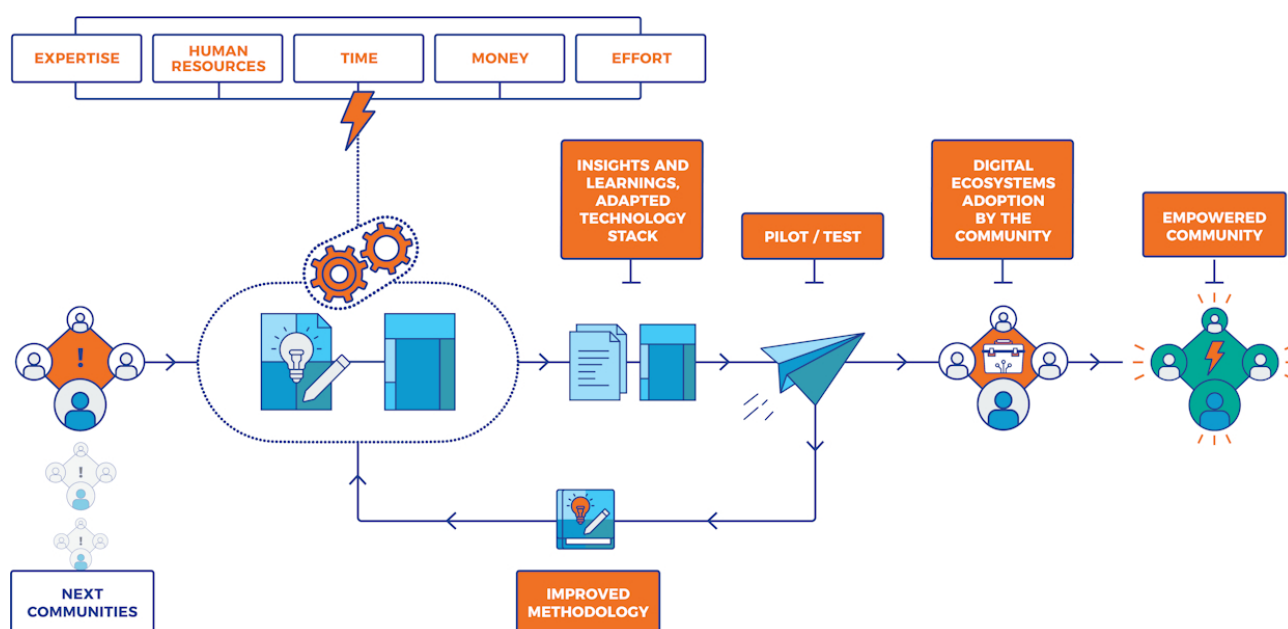 EXPERTISE
HUMAN
RESOURCES
TIME
MONEY
EFFORT
INSIGHTS AND
LEARNINGS,
ADAPTED
TECHNOLOGY
STACK
PILOT / TEST
DIGITAL
ECOSYSTEMS
ADOPTION
BY THE
COMMUNITY
EMPOWERED
COMMUNITY
!
!
!
NEXT
COMMUNITIES
IMPROVED
METHODOLOGY